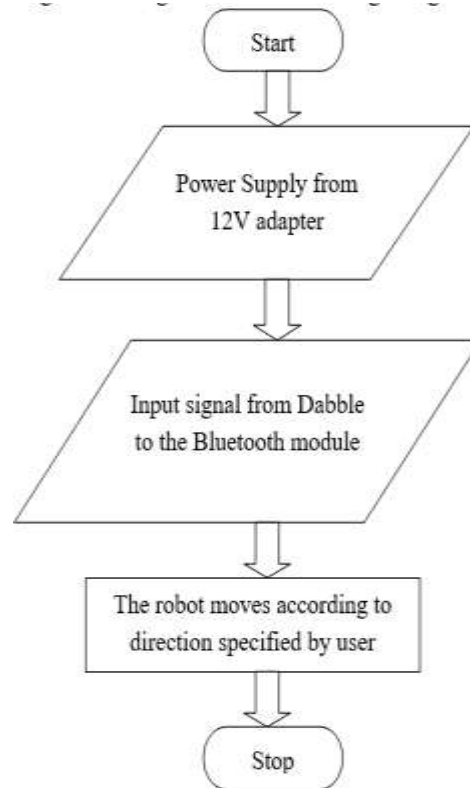 Start
Power Supply from
12V adapter
Input signal from Dabble
to the Bluetooth module
The robot moves according to
direction specified by user
Stop